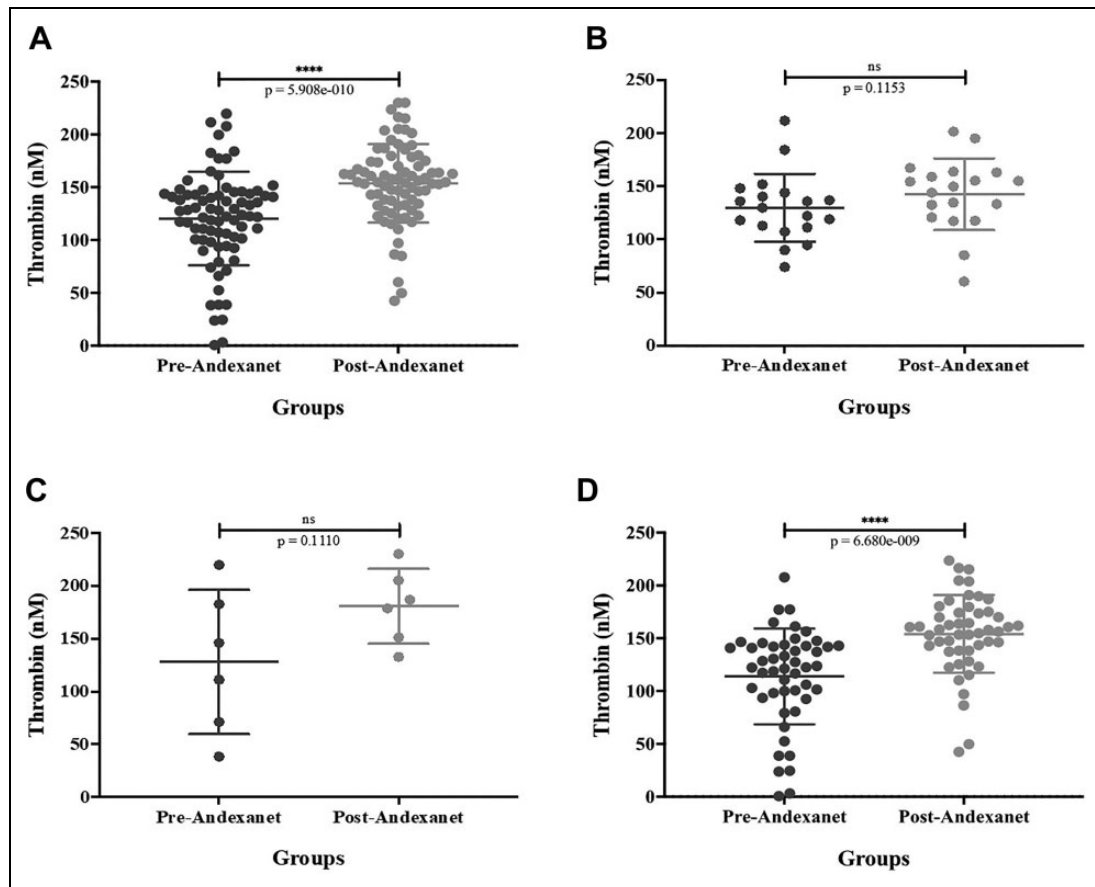 A
****
p = 5.908e-010
250
200
150
100
50
0
Thrombin (nM)
Pre-Andexanet Post-Andexanet
Groups
B
ns
p = 0.1153
250
200
150
100
50
0
Thrombin (nM)
Pre-Andexanet Post-Andexanet
Groups
C
ns
p = 0.1110
250
200
150
100
50
0
Thrombin (nM)
Pre-Andexanet Post-Andexanet
Groups
D
****
p = 6.680e-009
250
200
150
100
50
0
Thrombin (nM)
Pre-Andexanet Post-Andexanet
Groups